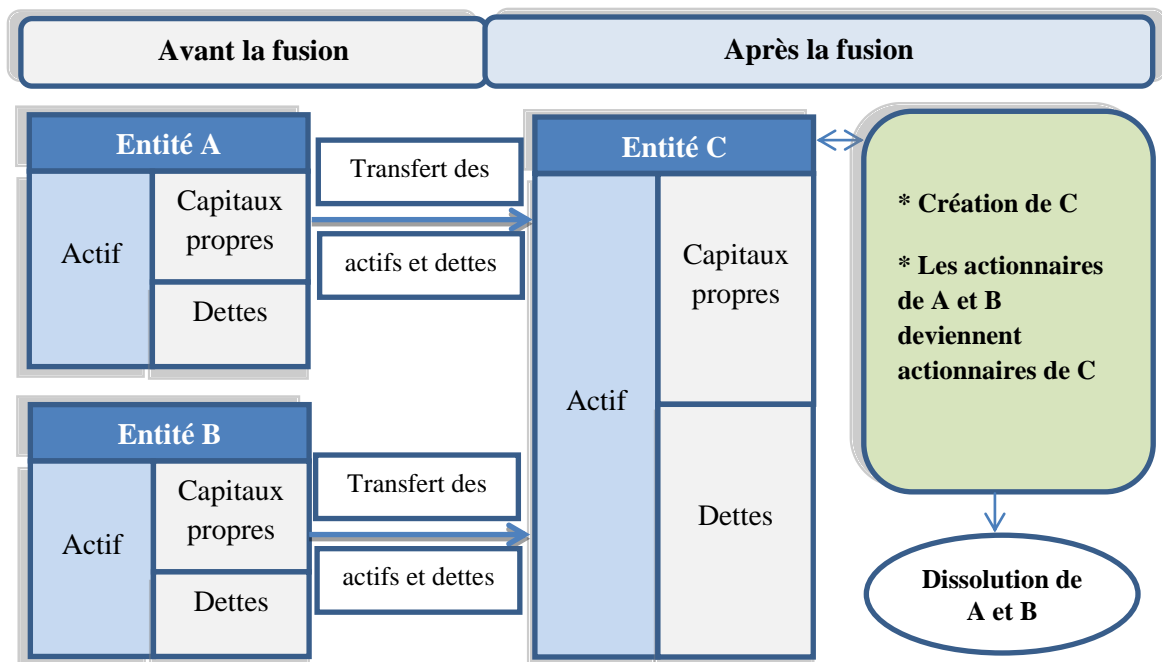 Avant la fusion
Après la fusion
Entité A
Actif
Capitaux
propres
Dettes
Transfert des
actifs et dettes
Entité B
Actif
Capitaux
propres
Dettes
Transfert des
actifs et dettes
Entité C
Actif
Capitaux
propres
Dettes
* Création de C
* Les actionnaires
de A et B
deviennent
actionnaires de C
Dissolution de
A et B